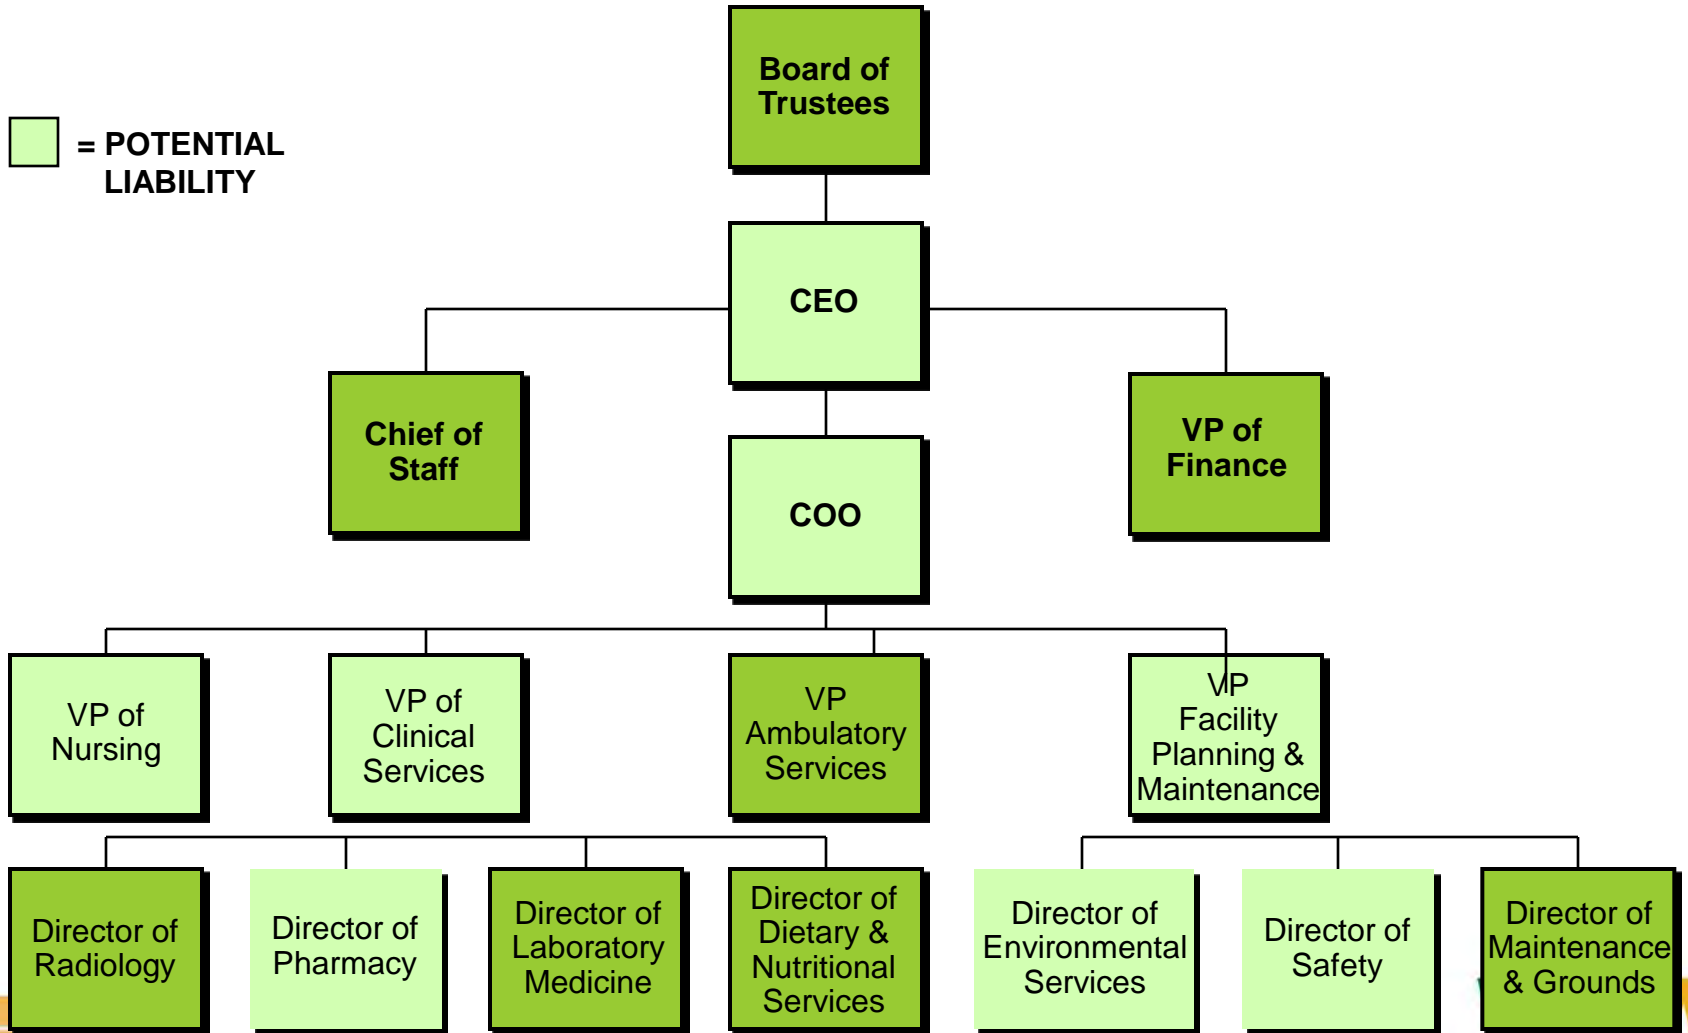 Board of
Trustees
= POTENTIAL
LIABILITY
CEO
Chief of
Staff
VP of
Finance
COO
VP of
Nursing
VP of
Clinical
Services
VP
Ambulatory
Services
VP
Facility
Planning &
Maintenance
Director of
Radiology
Director of
Pharmacy
Director of
Laboratory
Medicine
Director of
Dietary &
Nutritional
Services
Director of
Environmental
Services
Director of
Safety
Director of
Maintenance
& Grounds